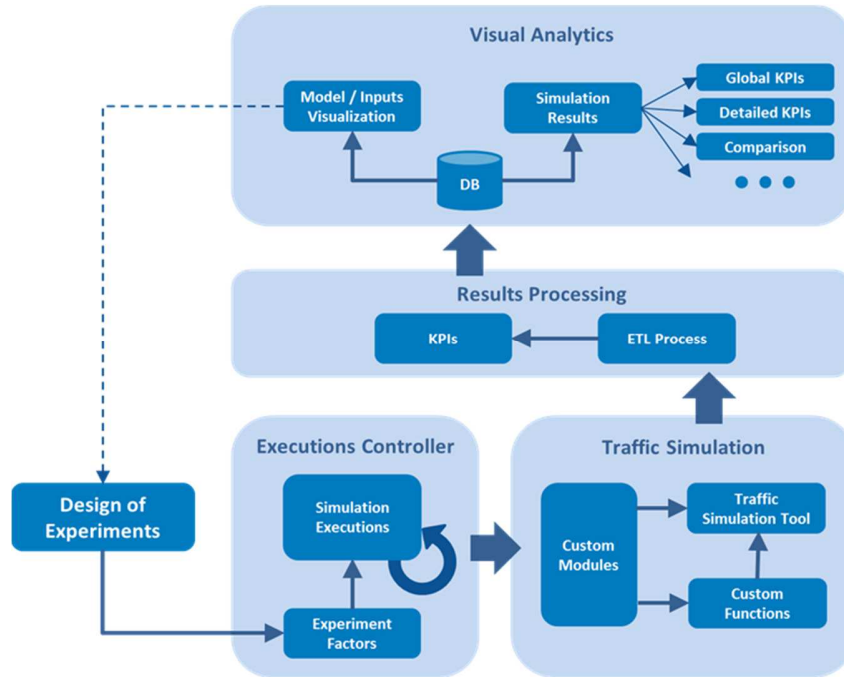 Visual Analytics
Model / Inputs
Visualization
Simulation
Results
Global KPIs
Detailed KPIs
Comparison
DB
Results Processing
KPIs
ETL Process
Executions Controller
Simulation
Executions
Experiment
Factors
Traffic Simulation
Custom
Modules
Traffic
Simulation Tool
Custom
Functions
Design of
Experiments